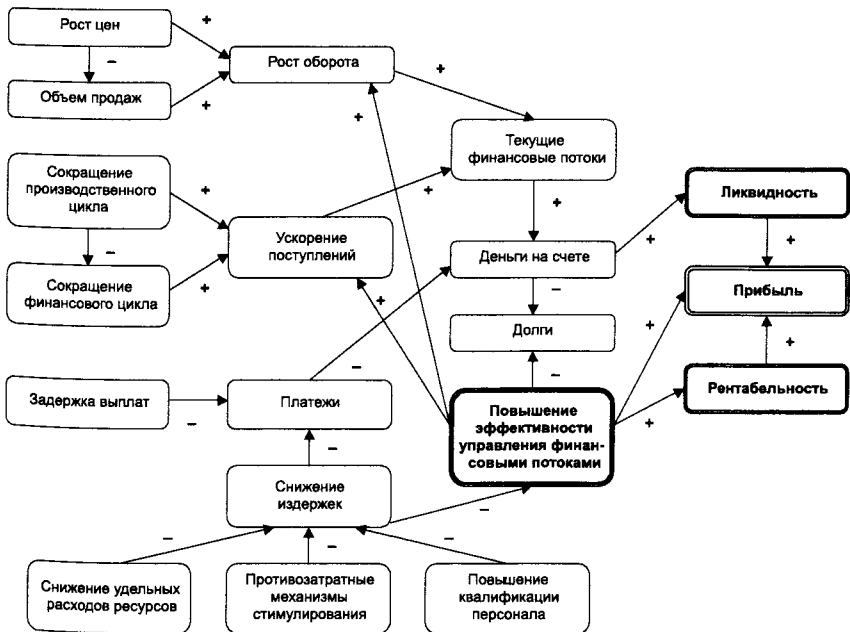 Рост цен
+
Рост оборота
–
+
Объем продаж
+
+
Текущие
финансовые потоки
Сокращение
производственного
цикла
+
+
Ликвидность
+
+
Ускорение
поступлений
Деньги на счете
+
–
Сокращение
финансового цикла
+
+
–
Прибыль
Долги
+
+
–
–
Задержка выплат
–
Платежи
Рентабельность
+
Повышение
эффективности
управления финан-
совыми потоками
–
Снижение
издержек
–
–
–
–
Снижение удельных
расходов ресурсов
Противозатратные
механизмы
стимулирования
Повышение
квалификации
персонала